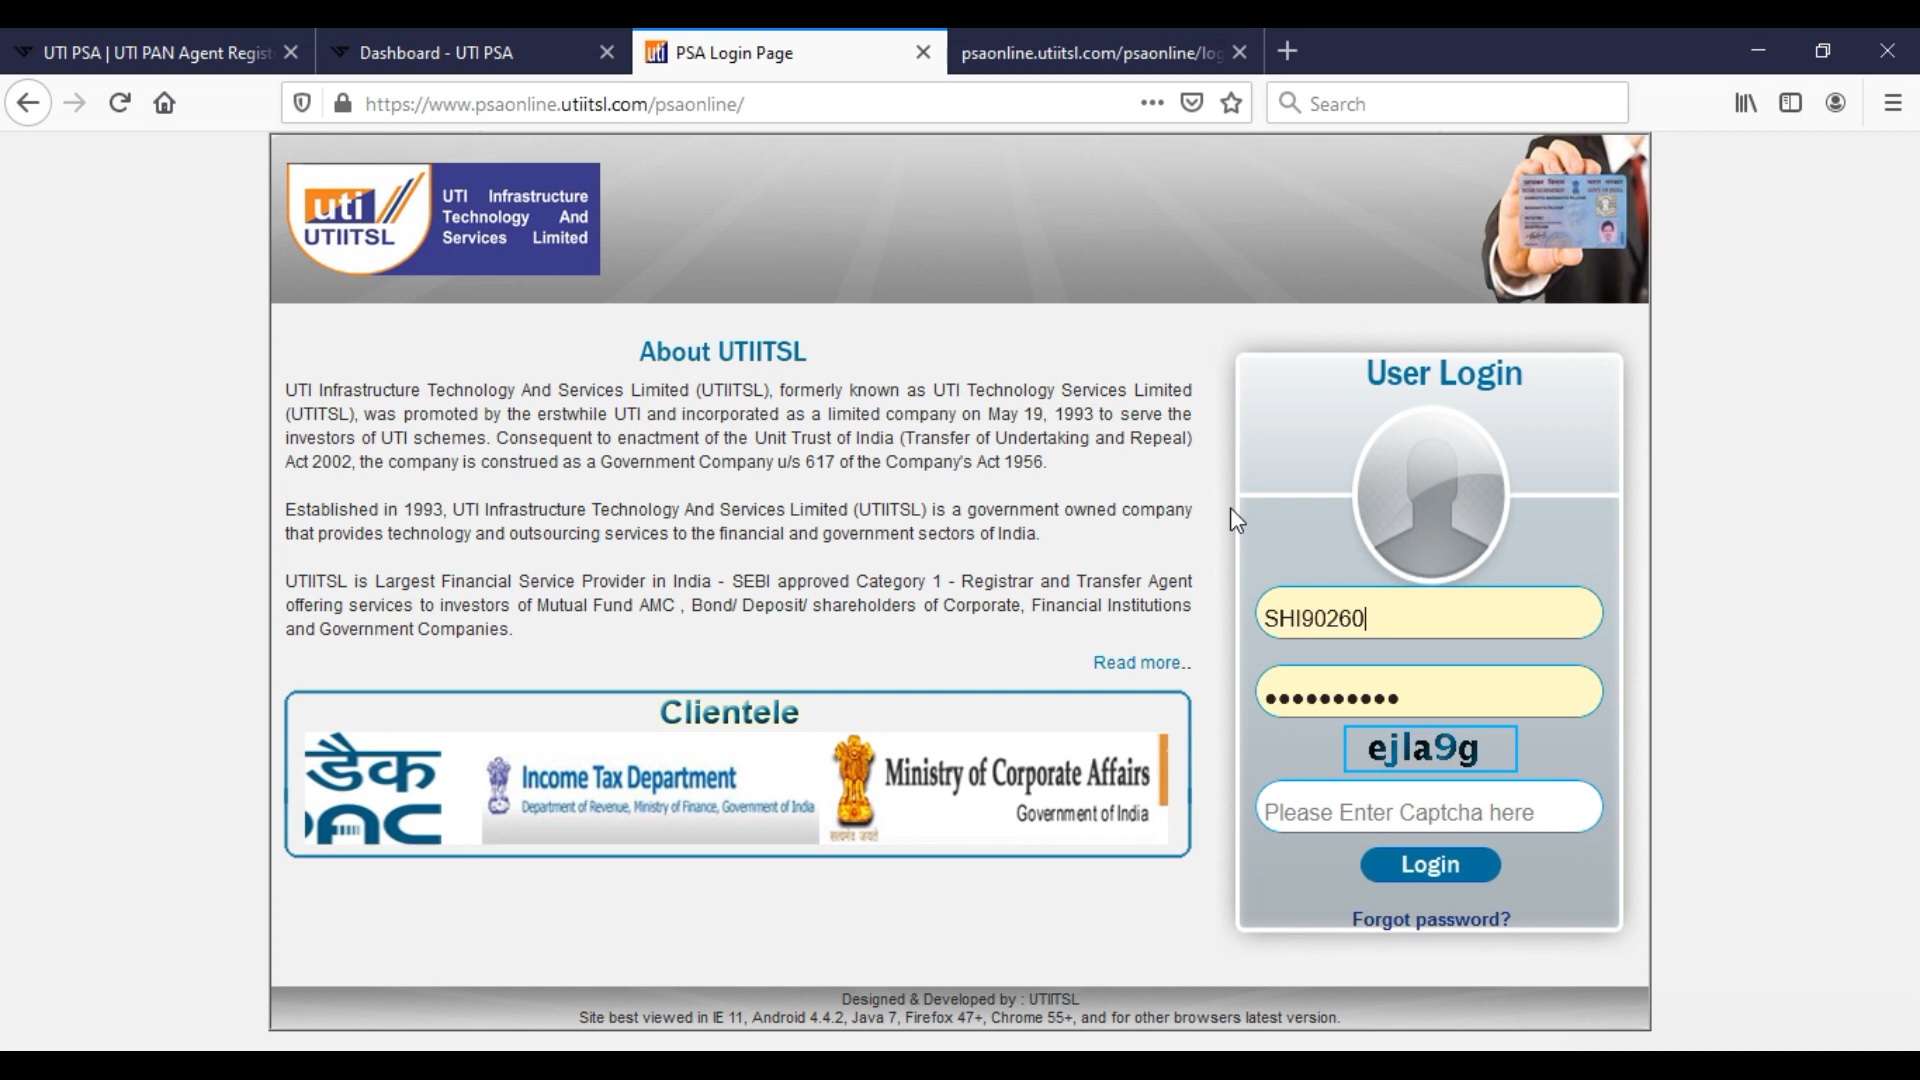 UTI PSA | UTI PAN Agent Regist
Dashboard - UTI PSA
PSA Login Page
psaonline.utiitsl.com/psaonline/log
https://www.psaonline.utiitsl.com/psaonline/
Search
uti
UTIITSL
UTI Infrastructure
Technology And
Services Limited
About UTIITSL
UTI Infrastructure Technology And Services Limited (UTIITSL), formerly known as UTI Technology Services Limited
(UTITSL), was promoted by the erstwhile UTI and incorporated as a limited company on May 19, 1993 to serve the
investors of UTI schemes. Consequent to enactment of the Unit Trust of India (Transfer of Undertaking and Repeal)
Act 2002, the company is construed as a Government Company u/s 617 of the Company's Act 1956.
Established in 1993, UTI Infrastructure Technology And Services Limited (UTIITSL) is a government owned company
that provides technology and outsourcing services to the financial and government sectors of India.
UTIITSL is Largest Financial Service Provider in India - SEBI approved Category 1 - Registrar and Transfer Agent
offering services to investors of Mutual Fund AMC , Bond/ Deposit/ shareholders of Corporate, Financial Institutions
and Government Companies.
Read more..
Clientele
डैक
Income Tax Department
Department of Revenue, Ministry of Finance, Government of India
सत्यमेव जयते
Ministry of Corporate Affairs
Government of India
User Login
SHI90260
ejla9g
Please Enter Captcha here
Login
Forgot password?
Designed & Developed by : UTIITSL
Site best viewed in IE 11, Android 4.4.2, Java 7, Firefox 47+, Chrome 55+, and for other browsers latest version.